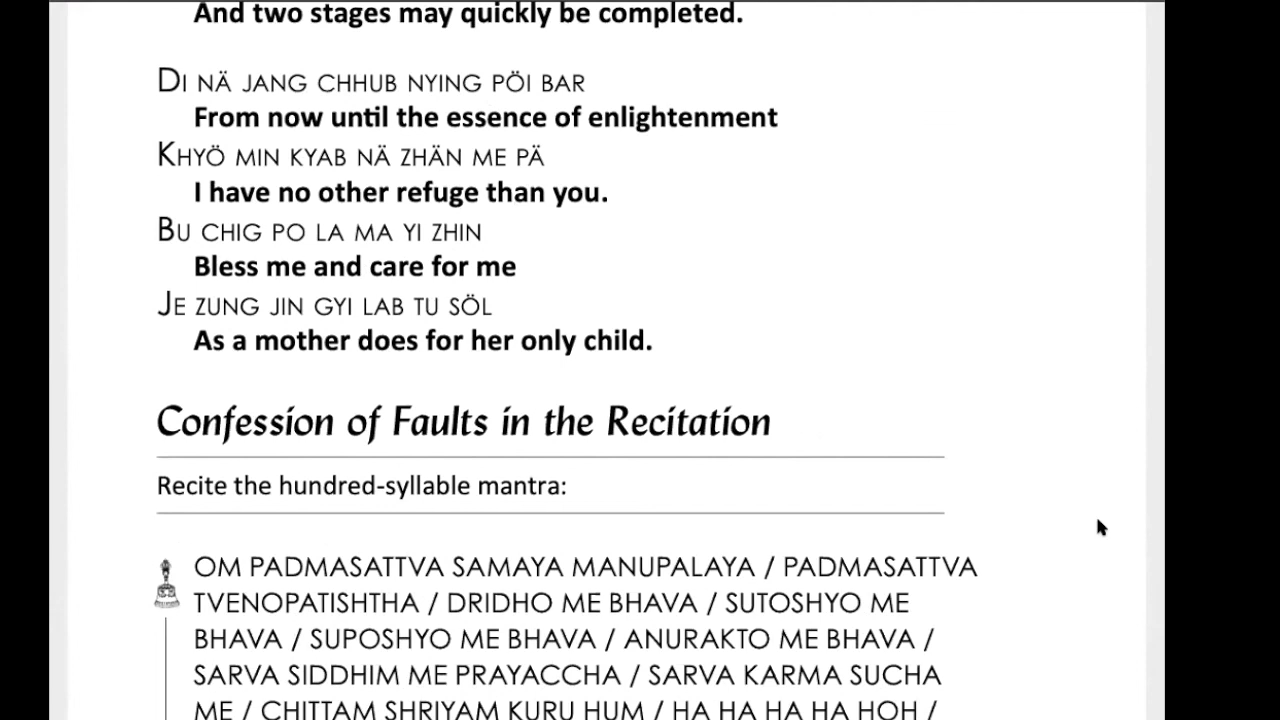 And two stages may quickly be completed.
DI NÄ JANG CHHUB NYING PÖI BAR
From now until the essence of enlightenment
KHYÖ MIN KYAB NÄ ZHÄN ME PÄ
I have no other refuge than you.
BU CHIG PO LA MA YI ZHIN
Bless me and care for me
JE ZUNG JIN GYI LAB TU SÖL
As a mother does for her only child.
Confession of Faults in the Recitation
Recite the hundred-syllable mantra:
OM PADMASATTVA SAMAYA MANUPALAYA / PADMASATTVA
TVENOPATISHTHA / DRIDHO ME BHAVA / SUTOSHYO ME
BHAVA / SUPOSHYO ME BHAVA / ANURAKTO ME BHAVA /
SARVA SIDDHIM ME PRAYACCHA / SARVA KARMA SUCHA
ME / CHITTAM SHRIYAM KURU HUM / HA HA HA HA HOH /